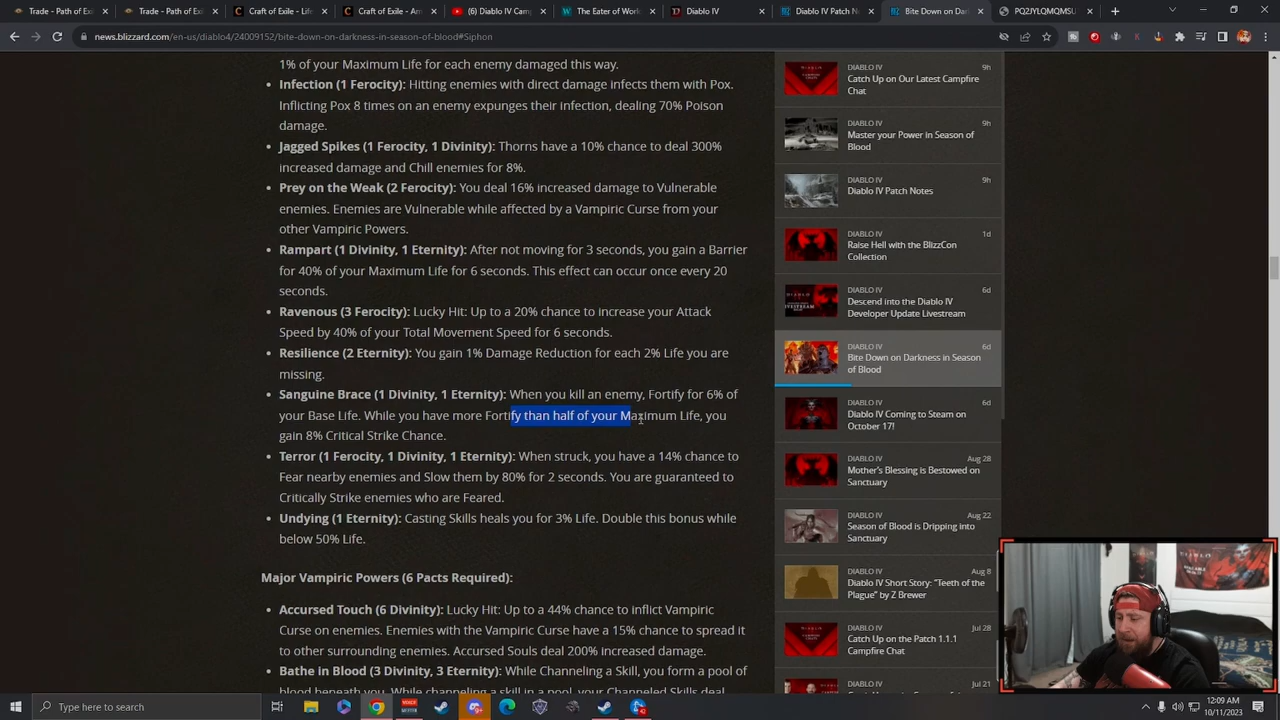 Trade - Path of Exi
Trade - Path of Exi
Craft of Exile - Life
Craft of Exile - Am
(6) Diablo IV Cam
The Eater of Work
Diablo IV
Diablo IV Patch No
Bite Down on Dar
PQ2JYLQMQMSU
news.blizzard.com/en-us/diablo4/24009152/bite-down-on-darkness-in-season-of-blood#Siphon
1% of your Maximum Life for each enemy damaged this way.
Infection (1 Ferocity): Hitting enemies with direct damage infects them with Pox.
Inflicting Pox 8 times on an enemy expunges their infection, dealing 70% Poison
damage.
Jagged Spikes (1 Ferocity, 1 Divinity): Thorns have a 10% chance to deal 300%
increased damage and Chill enemies for 8%.
Prey on the Weak (2 Ferocity): You deal 16% increased damage to Vulnerable
enemies. Enemies are Vulnerable while affected by a Vampiric Curse from your
other Vampiric Powers.
Rampart (1 Divinity, 1 Eternity): After not moving for 3 seconds, you gain a Barrier
for 40% of your Maximum Life for 6 seconds. This effect can occur once every 20
seconds.
Ravenous (3 Ferocity): Lucky Hit: Up to a 20% chance to increase your Attack
Speed by 40% of your Total Movement Speed for 6 seconds.
Resilience (2 Eternity): You gain 1% Damage Reduction for each 2% Life you are
missing.
Sanguine Brace (1 Divinity, 1 Eternity): When you kill an enemy, Fortify for 6% of
your Base Life. While you have more Fortify than half of your Maximum Life, you
gain 8% Critical Strike Chance.
Terror (1 Ferocity, 1 Divinity, 1 Eternity): When struck, you have a 14% chance to
Fear nearby enemies and Slow them by 80% for 2 seconds. You are guaranteed to
Critically Strike enemies who are Feared.
Undying (1 Eternity): Casting Skills heals you for 3% Life. Double this bonus while
below 50% Life.
Major Vampiric Powers (6 Pacts Required):
Accursed Touch (6 Divinity): Lucky Hit: Up to a 44% chance to inflict Vampiric
Curse on enemies. Enemies with the Vampiric Curse have a 15% chance to spread it
to other surrounding enemies. Accursed Souls deal 200% increased damage.
Bathe in Blood (3 Divinity, 3 Eternity): While Channeling a Skill, you form a pool of
blood beneath you. While channeling in a Blood Pool, your Channeled Skills deal
DIABLO IV 9h
Catch Up on Our Latest Campfire
Chat
DIABLO IV 9h
Master your Power in Season of
Blood
DIABLO IV 9h
Diablo IV Patch Notes
DIABLO IV 1d
Raise Hell with the BlizzCon
Collection
DIABLO IV 6d
Descend into the Diablo IV
Developer Update Livestream
DIABLO IV 6d
Bite Down on Darkness in Season
of Blood
DIABLO IV 6d
Diablo IV Coming to Steam on
October 17!
DIABLO IV Aug 28
Mother's Blessing is Bestowed on
Sanctuary
DIABLO IV Aug 22
Season of Blood is Dripping into
Sanctuary
DIABLO IV Aug 8
Diablo IV Short Story: "Teeth of the
Plague" by Z Brewer
DIABLO IV Jul 28
Catch Up on the Patch 1.1.1
Campfire Chat
DIABLO IV Jul 21
Type here to search
12:09 AM
10/11/2023